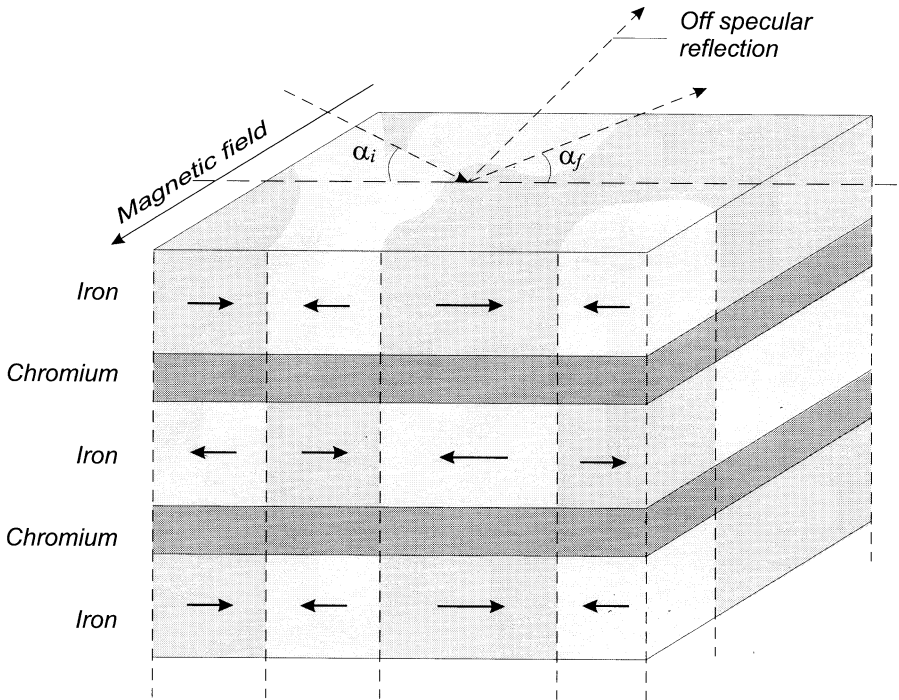 Off specular
reflection
Magnetic field
αi
αf
Iron
Chromium
Iron
Chromium
Iron